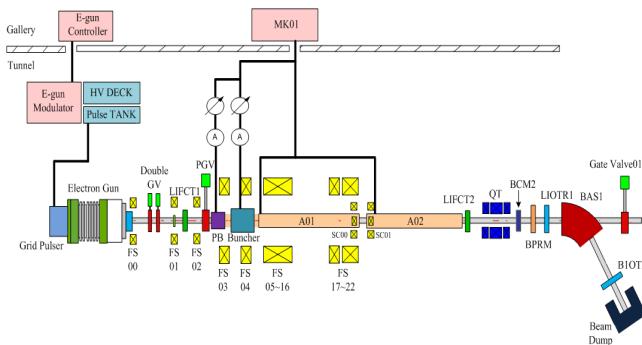 E-gun
Controller
MK01
Gallery
Tunnel
E-gun
Modulator
HV DECK
Pulse TANK
Electron Gun
Double
GV
LIFCT1
PGV
Grid Pulser
FS
00
FS
01
FS
02
PB
Buncher
A
A
FS
03
FS
04
FS
05~16
FS
17~22
A01
SC00
SC01
A02
LIFCT2
QT
BCM2
BPRM
LIOTR1
BAS1
Gate Valve01
B1OT
Beam
Dump